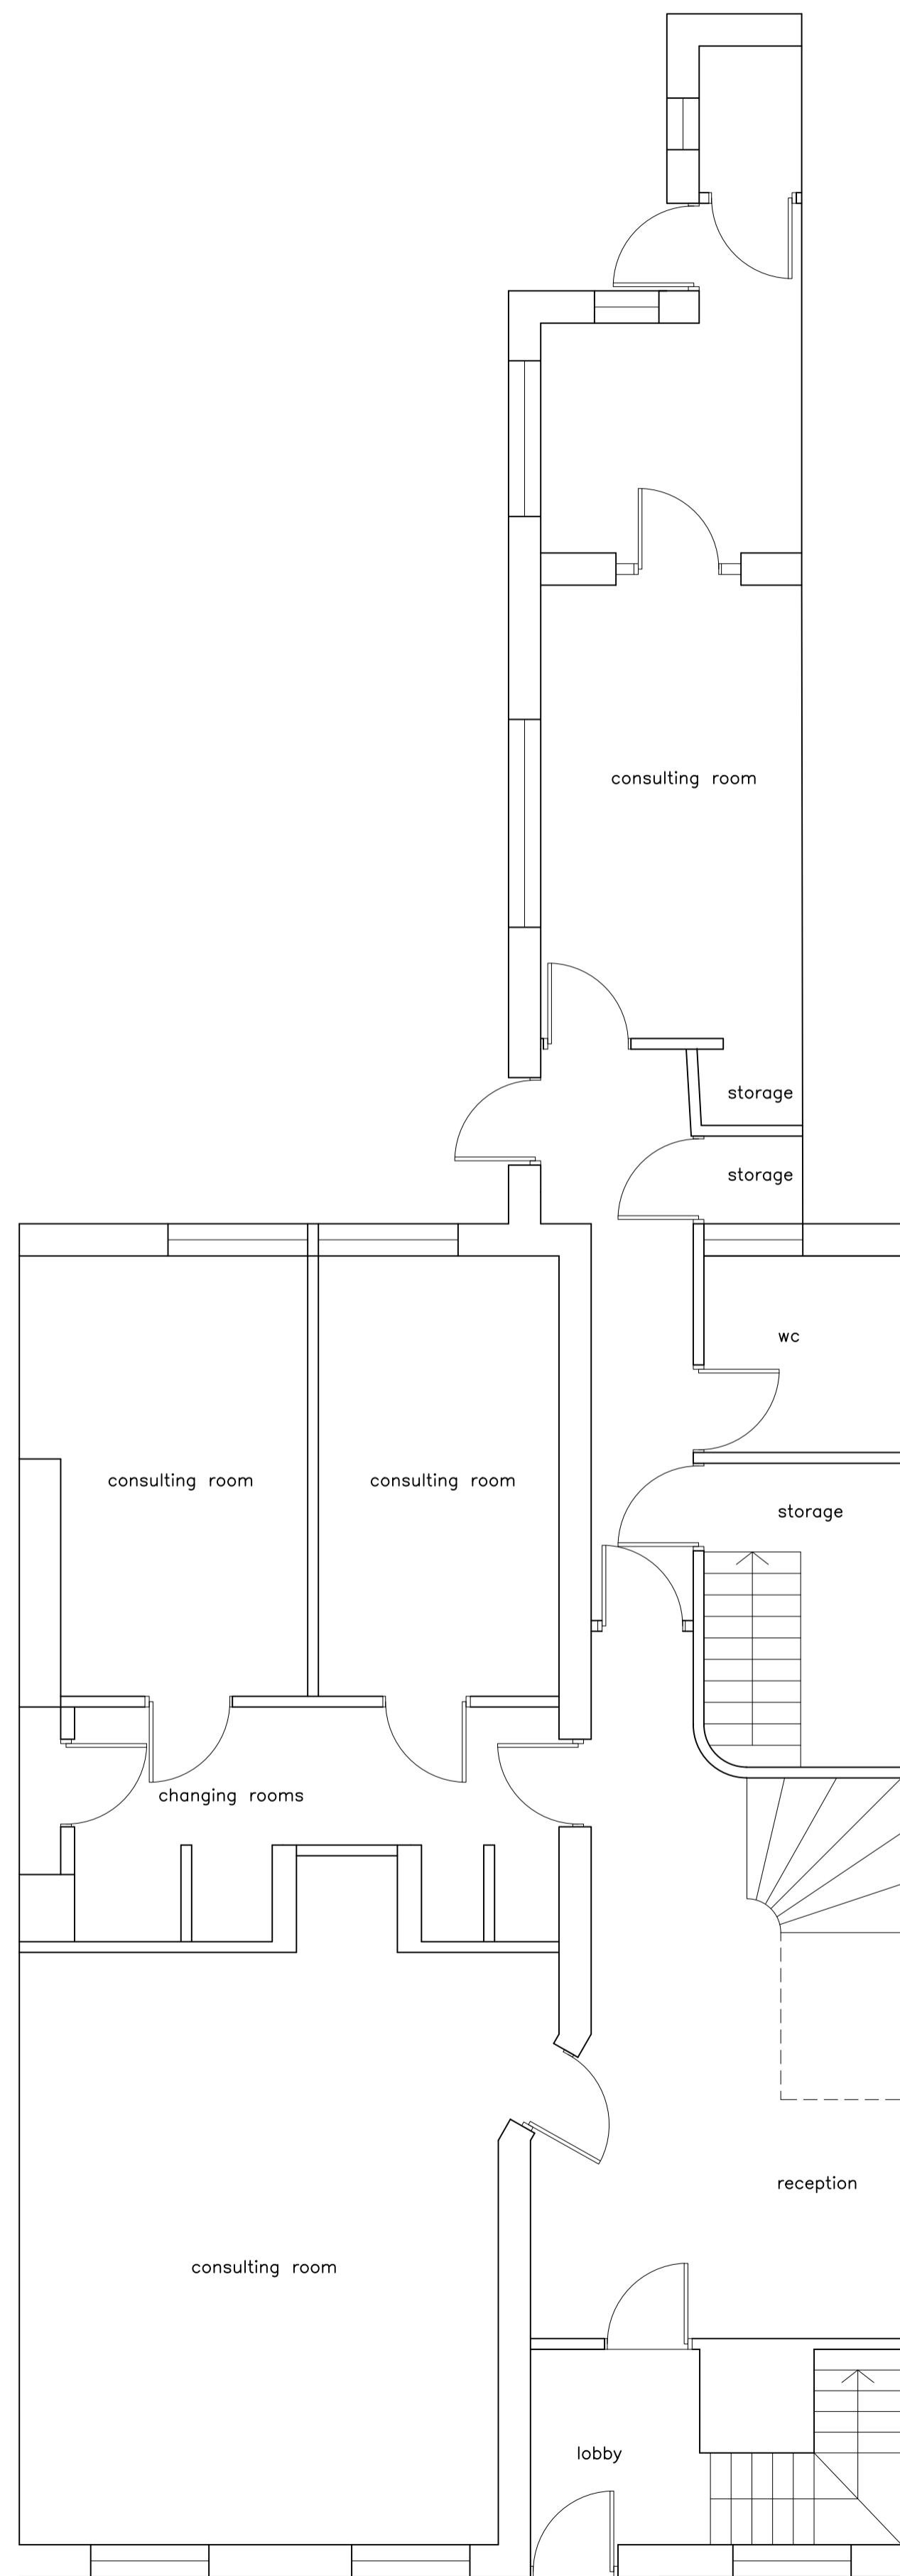 consulting room
storage
storage
wc
consulting room
consulting room
storage
changing rooms
reception
consulting room
lobby